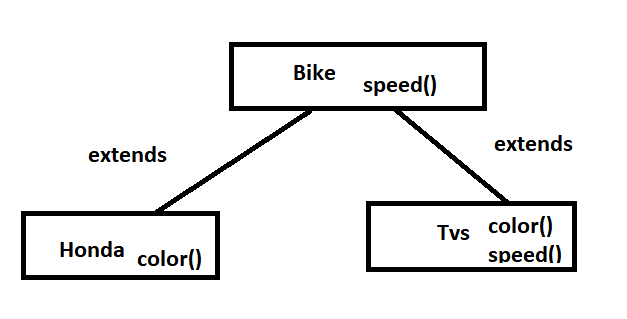 Bike
speed()
extends
extends
Honda color()
Tvs color()
speed()